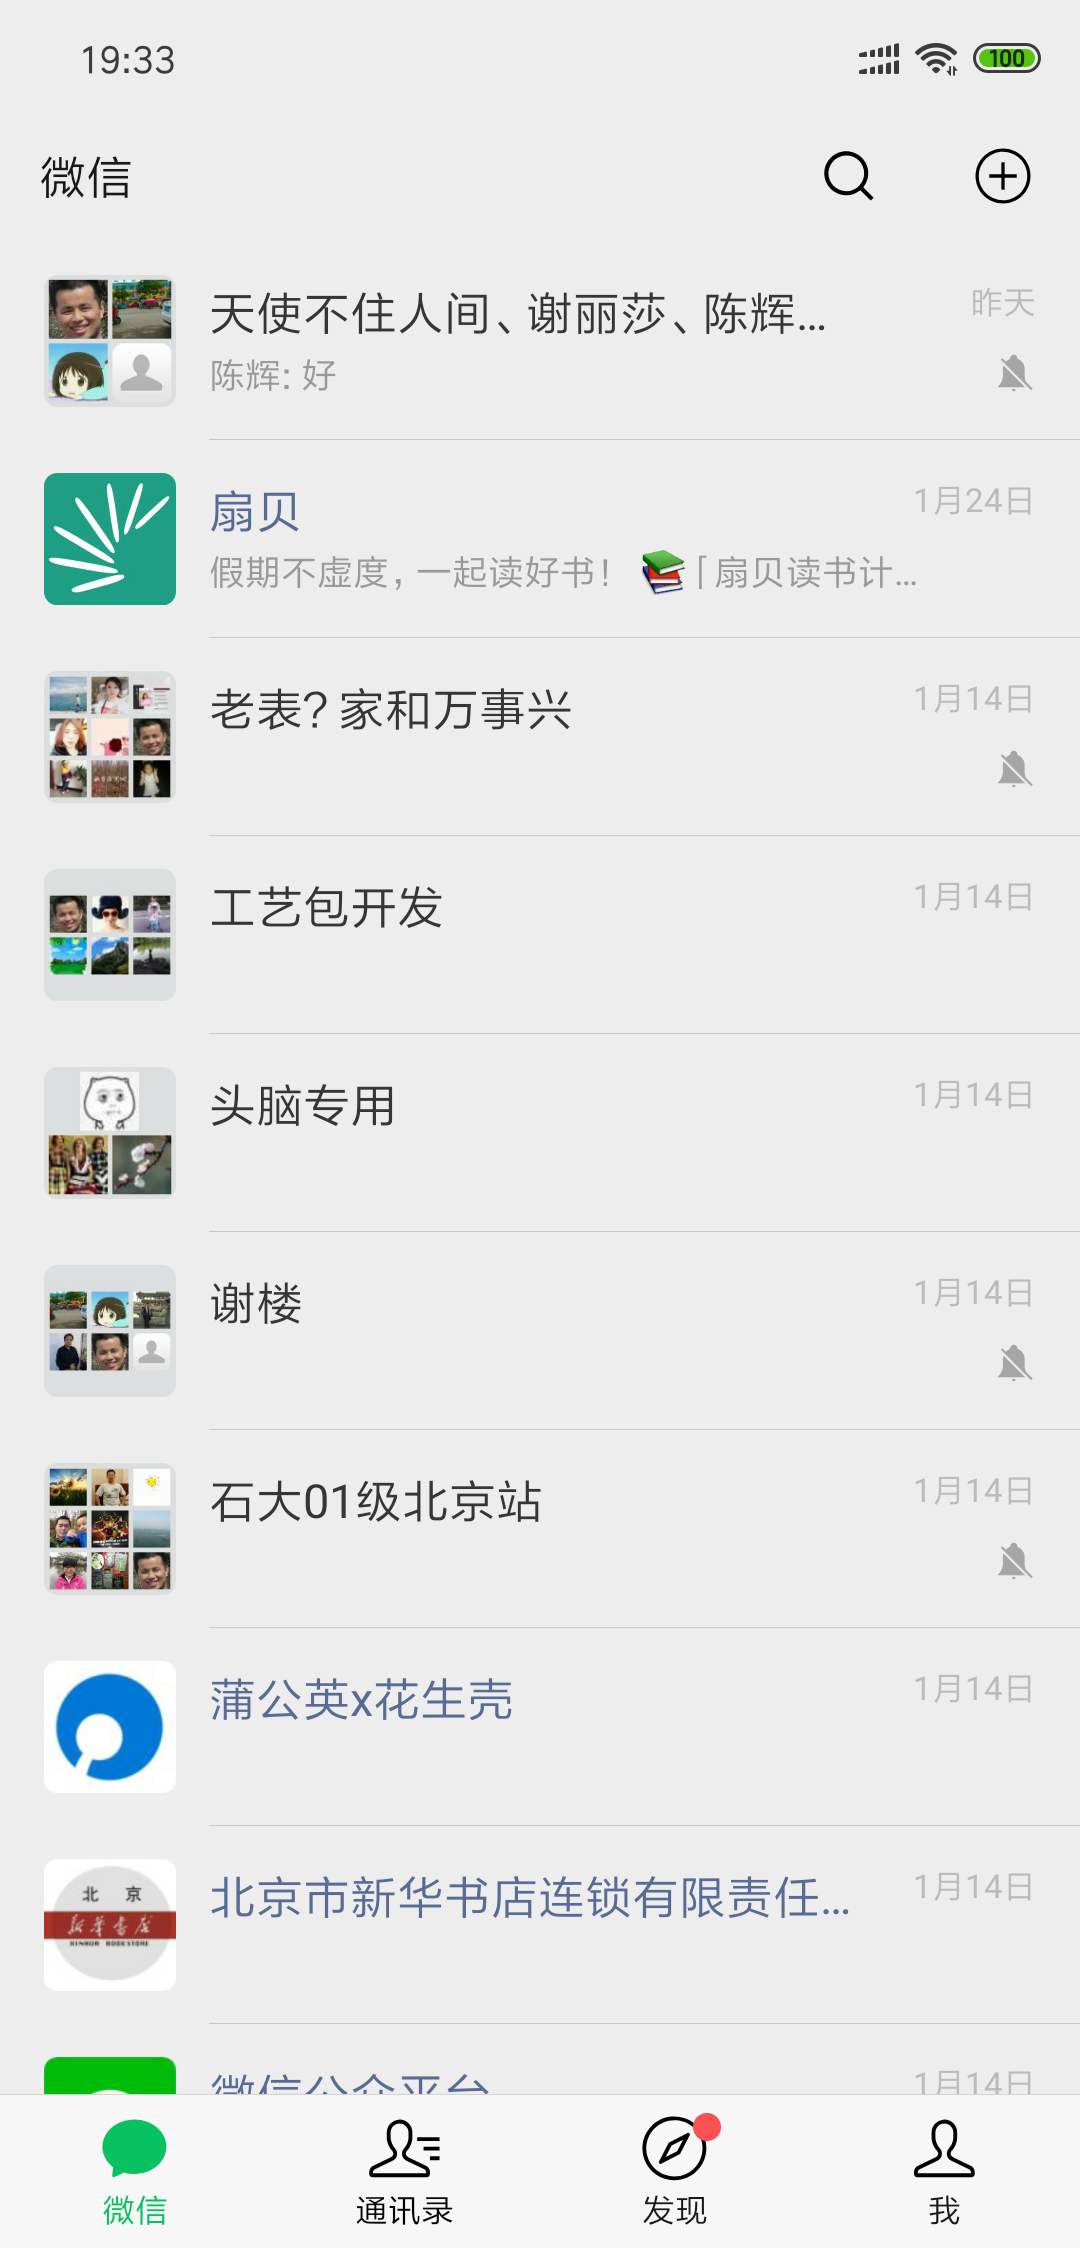 19:33
100
微信
天使不住人间、谢丽莎、陈辉...
昨天
陈辉: 好
扇贝
1月24日
假期不虚度，一起读好书！📚「扇贝读书计...
老表？家和万事兴
1月14日
工艺包开发
1月14日
头脑专用
1月14日
谢楼
1月14日
石大01级北京站
1月14日
蒲公英x花生壳
1月14日
北京
新华书店
XINHUA BOOKSTORE
北京市新华书店连锁有限责任...
1月14日
微信公众平台
1月14日
微信
通讯录
发现
我